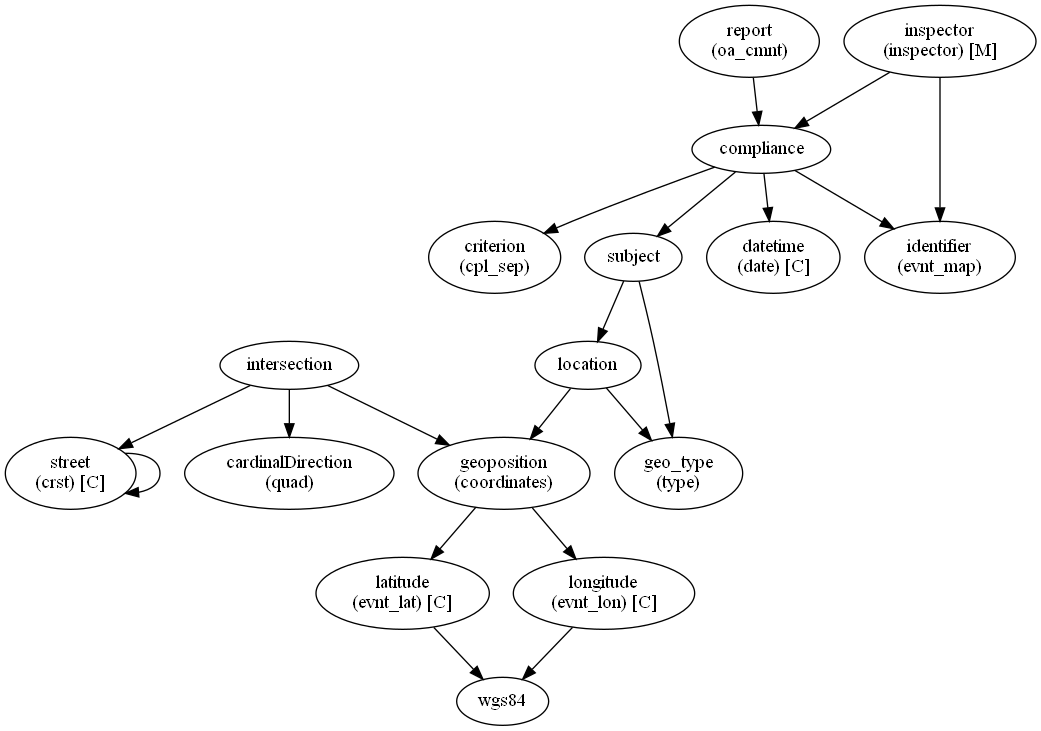 report
(oa_cmnt)
inspector
(inspector) [M]
compliance
criterion
(cpl_sep)
subject
datetime
(date) [C]
identifier
(evnt_map)
intersection
location
street
(crst) [C]
cardinalDirection
(quad)
geoposition
(coordinates)
geo_type
(type)
latitude
(evnt_lat) [C]
longitude
(evnt_lon) [C]
wgs84